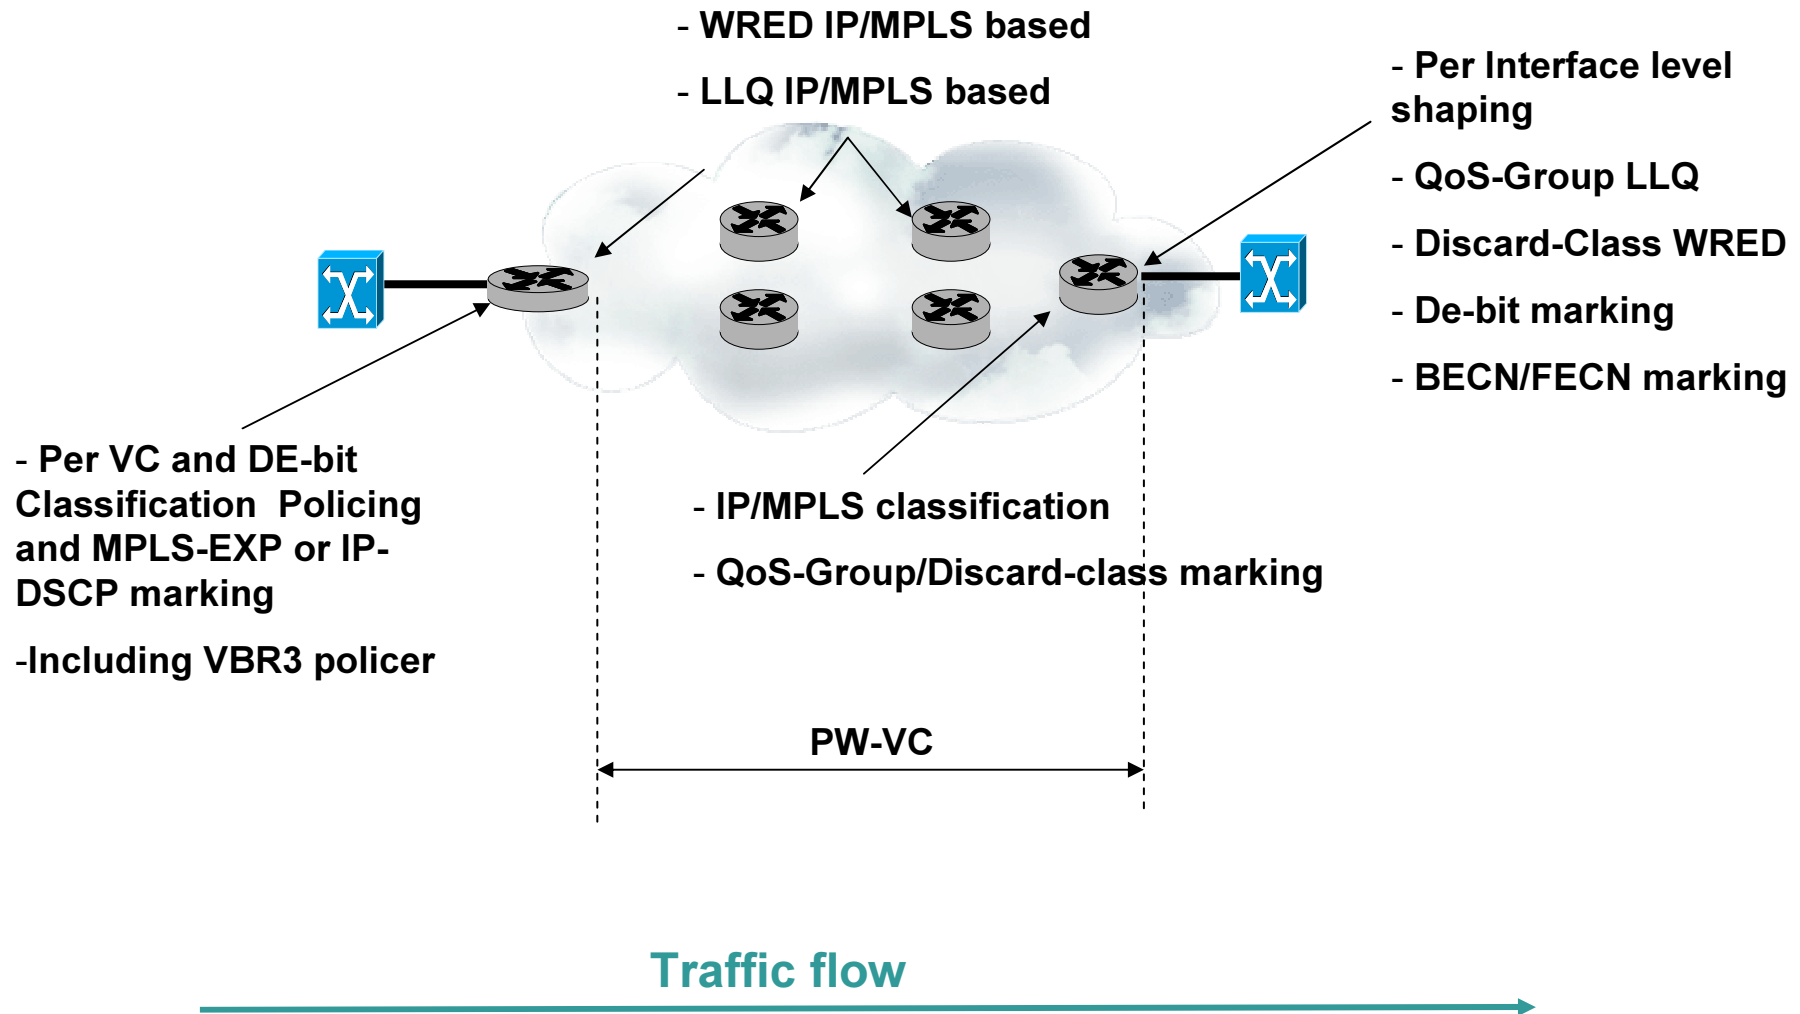 - WRED IP/MPLS based
- LLQ IP/MPLS based
- Per Interface level
shaping
- QoS-Group LLQ
- Discard-Class WRED
- De-bit marking
- BECN/FECN marking
- Per VC and DE-bit
Classification  Policing
and MPLS-EXP or IP-
DSCP marking
-Including VBR3 policer
- IP/MPLS classification
- QoS-Group/Discard-class marking
PW-VC
Traffic flow